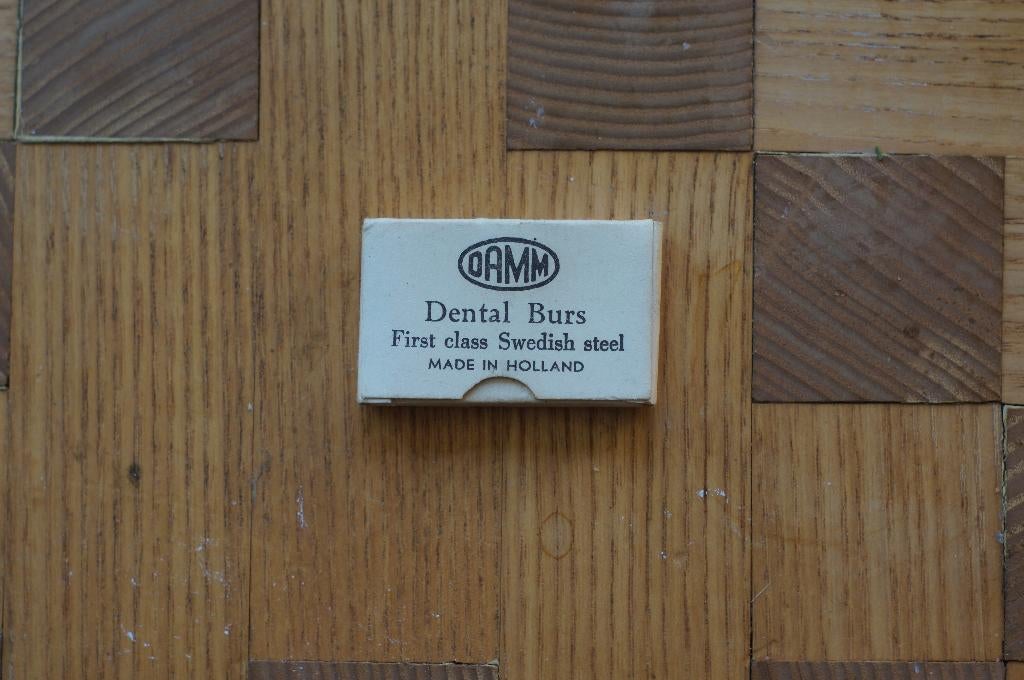 DAMM
Dental Burs
First class Swedish steel
MADE IN HOLLAND